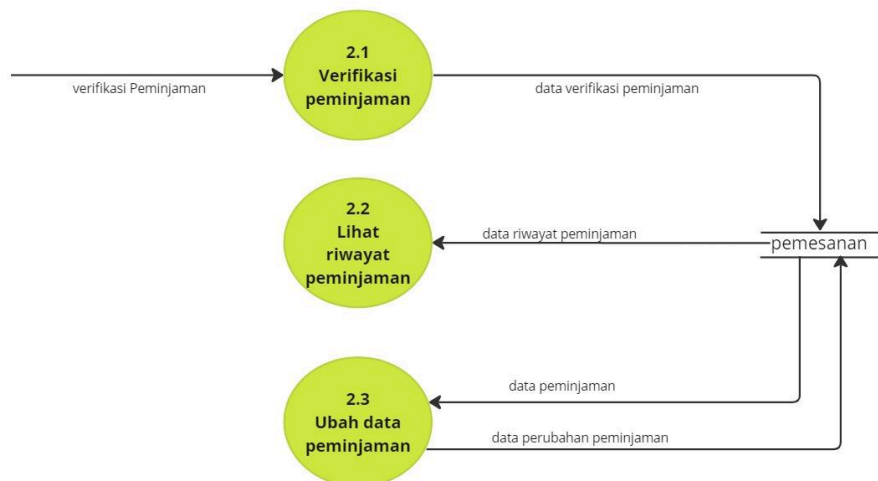 2.1
Verifikasi
peminjaman
verifikasi Peminjaman
data verifikasi peminjaman
2.2
Lihat
riwayat
peminjaman
data riwayat peminjaman
pemesanan
2.3
Ubah data
peminjaman
data peminjaman
data perubahan peminjaman